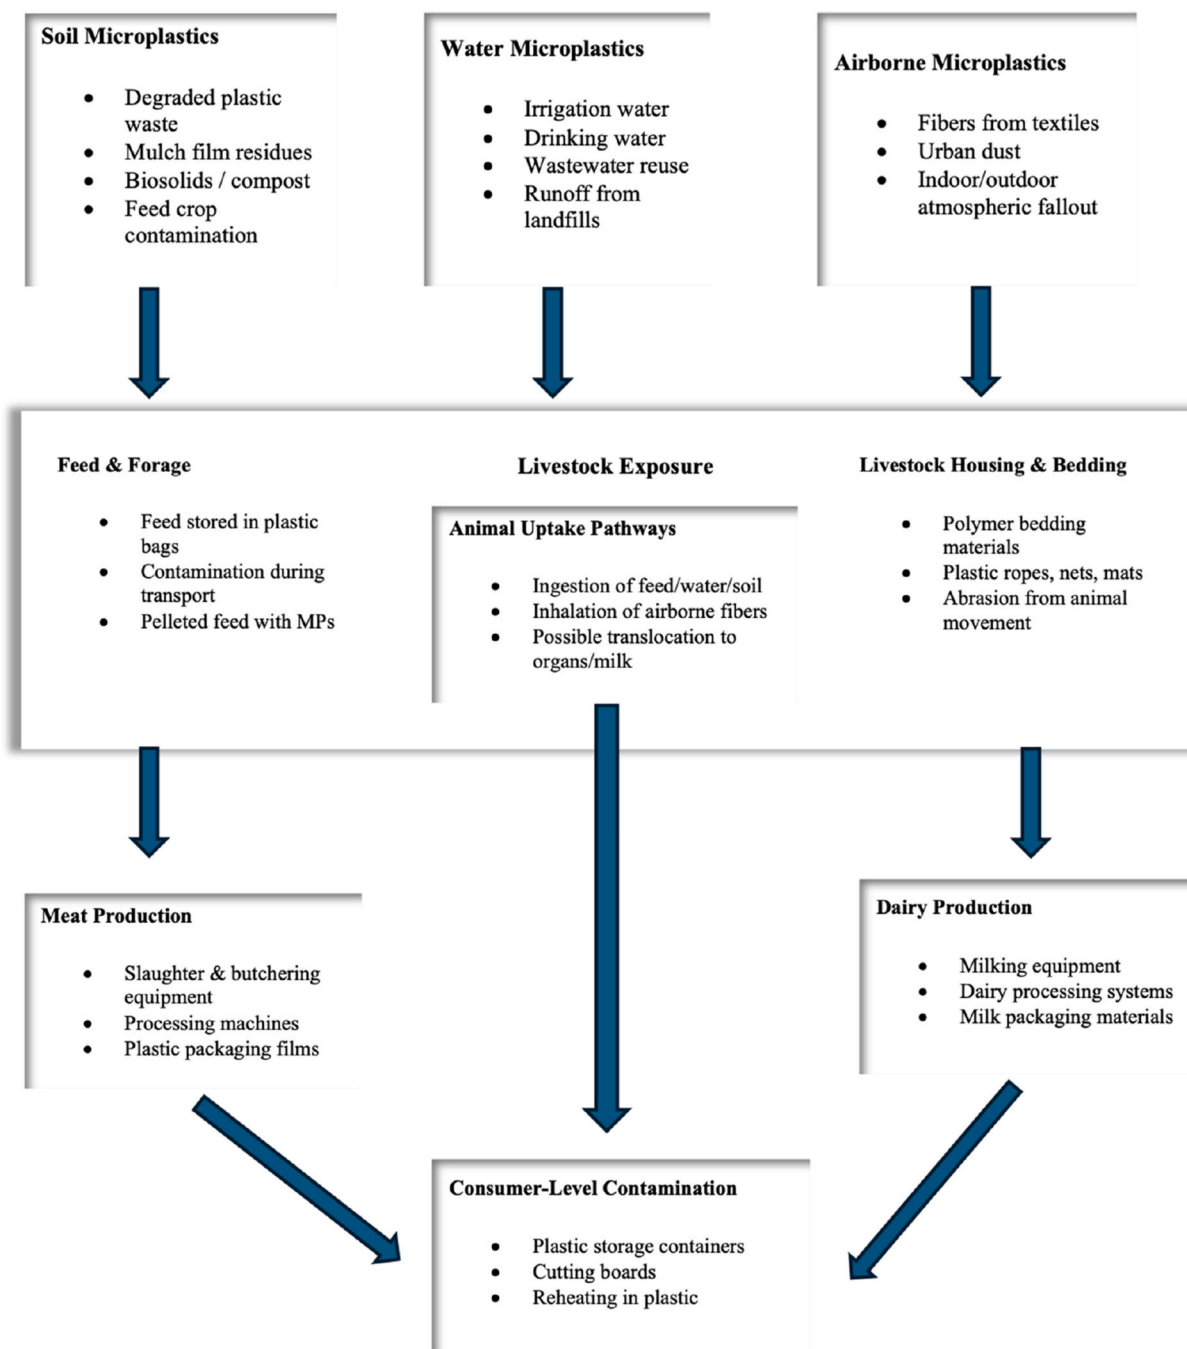 Soil Microplastics
• Degraded plastic
waste
• Mulch film residues
• Biosolids / compost
• Feed crop
contamination
Water Microplastics
• Irrigation water
• Drinking water
• Wastewater reuse
• Runoff from
landfills
Airborne Microplastics
• Fibers from textiles
• Urban dust
• Indoor/outdoor
atmospheric fallout
Feed & Forage
• Feed stored in plastic
bags
• Contamination during
transport
• Pelleted feed with MPs
Livestock Exposure
Animal Uptake Pathways
• Ingestion of feed/water/soil
• Inhalation of airborne fibers
• Possible translocation to
organs/milk
Livestock Housing & Bedding
• Polymer bedding
materials
• Plastic ropes, nets, mats
• Abrasion from animal
movement
Meat Production
• Slaughter & butchering
equipment
• Processing machines
• Plastic packaging films
Dairy Production
• Milking equipment
• Dairy processing systems
• Milk packaging materials
Consumer-Level Contamination
• Plastic storage containers
• Cutting boards
• Reheating in plastic